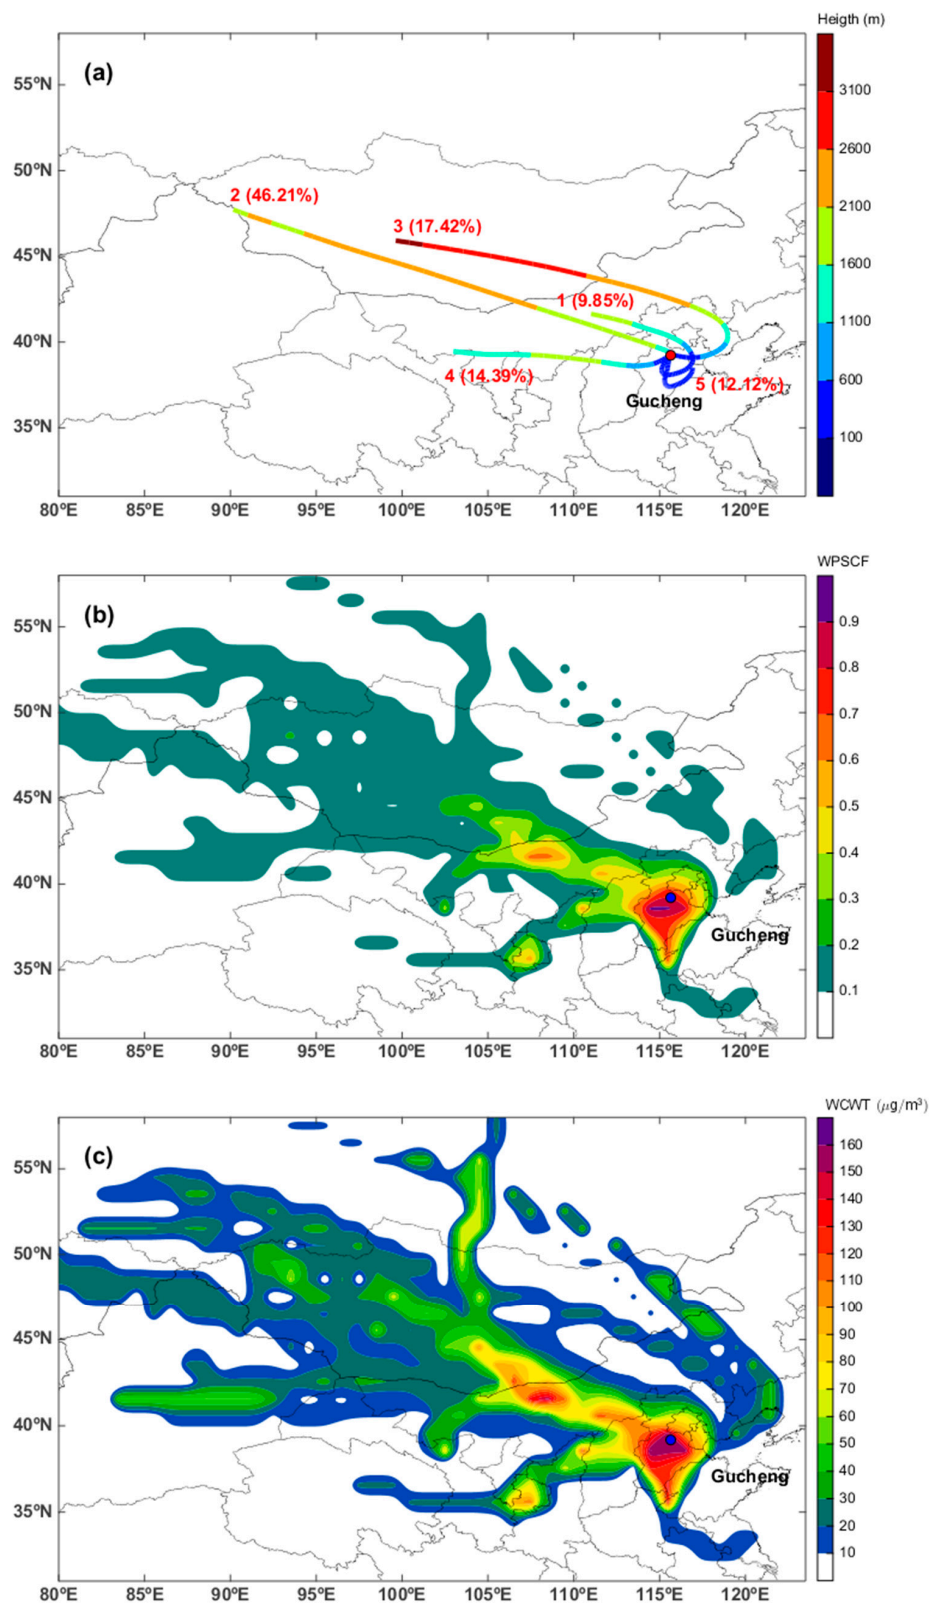 Heigth (m)
(a)
55°N
50°N
45°N
40°N
35°N
2 (46.21%)
3 (17.42%)
1 (9.85%)
4 (14.39%)
5 (12.12%)
Gucheng
3100
2600
2100
1600
1100
600
100
80°E 85°E 90°E 95°E 100°E 105°E 110°E 115°E 120°E
WPSCF
(b)
55°N
50°N
45°N
40°N
35°N
Gucheng
0.9
0.8
0.7
0.6
0.5
0.4
0.3
0.2
0.1
80°E 85°E 90°E 95°E 100°E 105°E 110°E 115°E 120°E
WCWT (μg/m³)
(c)
55°N
50°N
45°N
40°N
35°N
Gucheng
160
150
140
130
120
110
100
90
80
70
60
50
40
30
20
10
80°E 85°E 90°E 95°E 100°E 105°E 110°E 115°E 120°E